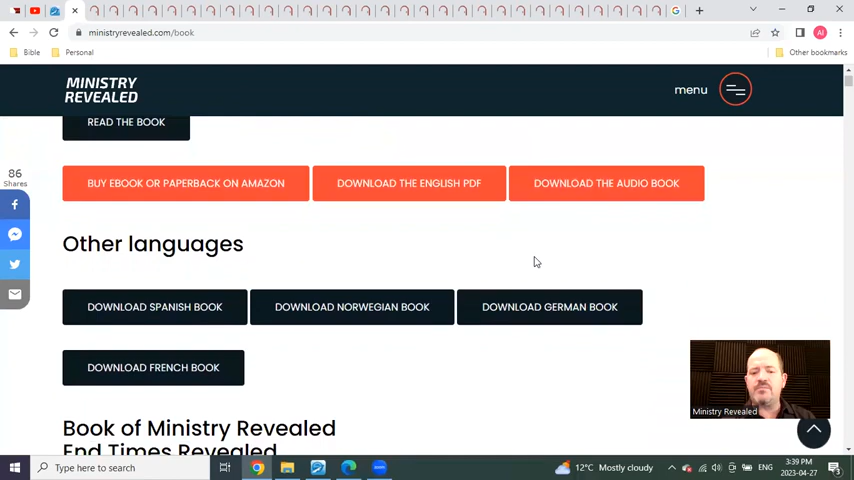 ministryrevealed.com/book
AI
Bible
Personal
Other bookmarks
MINISTRY
REVEALED
menu
READ THE BOOK
86
Shares
BUY EBOOK OR PAPERBACK ON AMAZON
DOWNLOAD THE ENGLISH PDF
DOWNLOAD THE AUDIO BOOK
Other languages
DOWNLOAD SPANISH BOOK
DOWNLOAD NORWEGIAN BOOK
DOWNLOAD GERMAN BOOK
DOWNLOAD FRENCH BOOK
Book of Ministry Revealed
End Times Revealed
Ministry Revealed
Type here to search
12°C Mostly cloudy
ENG
3:39 PM
2023-04-27
3